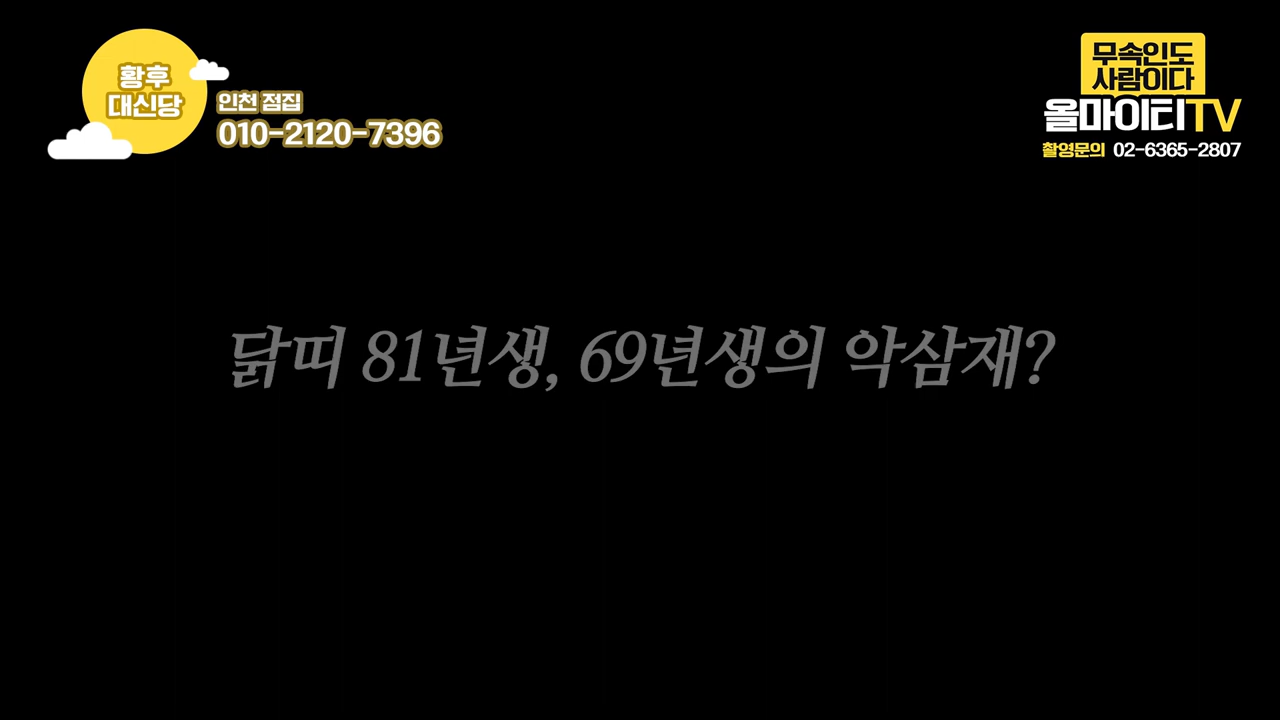 황후
대신당
인천 점집
010-2120-7396
무속인도
사람이다
올마이티TV
촬영문의 02-6365-2807
닭띠 81년생, 69년생의 악삼재?